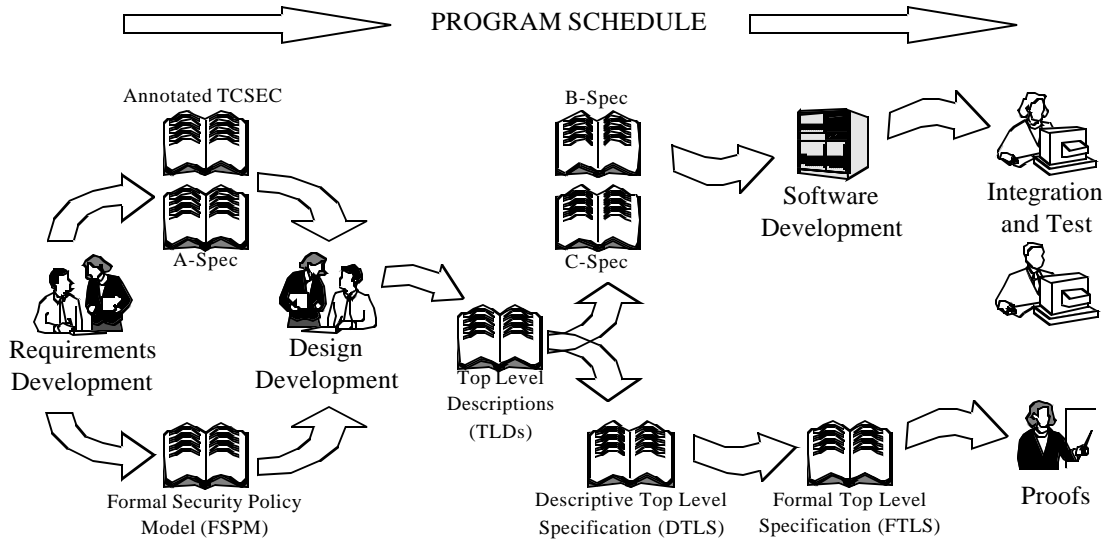 PROGRAM SCHEDULE
Annotated TCSEC
A-Spec
B-Spec
C-Spec
Software
Development
Integration
and Test
Requirements
Development
Design
Development
Top Level
Descriptions
(TLDs)
Formal Security Policy
Model (FSPM)
Descriptive Top Level
Specification (DTLS)
Formal Top Level
Specification (FTLS)
Proofs